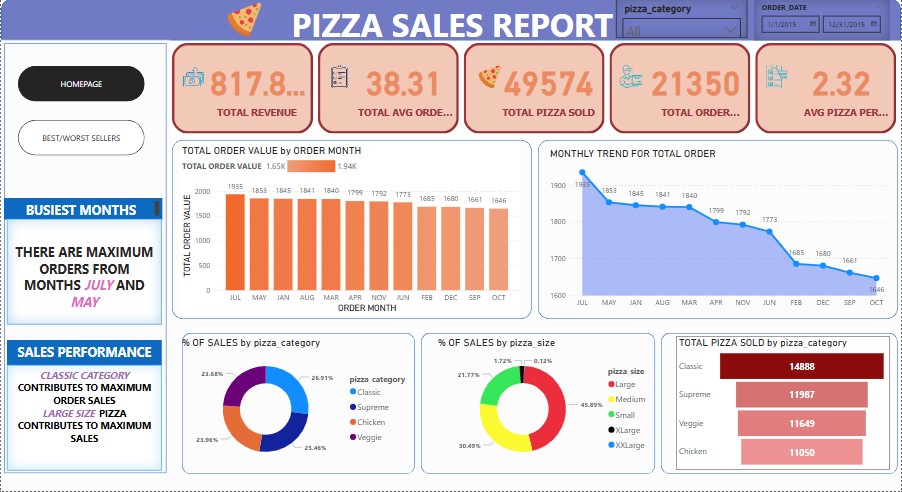 PIZZA SALES REPORT
pizza_category
All
ORDER_DATE
1/1/2015
12/31/2015
HOMEPAGE
BEST/WORST SELLERS
817.8...
TOTAL REVENUE
38.31
TOTAL AVG ORDE...
49574
TOTAL PIZZA SOLD
21350
TOTAL ORDER...
2.32
AVG PIZZA PER...
BUSIEST MONTHS
THERE ARE MAXIMUM
ORDERS FROM
MONTHS JULY AND
MAY
SALES PERFORMANCE
CLASSIC CATEGORY
CONTRIBUTES TO MAXIMUM
ORDER SALES
LARGE SIZE PIZZA
CONTRIBUTES TO MAXIMUM
SALES
TOTAL ORDER VALUE by ORDER MONTH
TOTAL ORDER VALUE 1.65K 1.94K
TOTAL ORDER VALUE
2000
1500
1000
500
0
1935 1853 1845 1841 1840 1799 1792 1773 1685 1680 1661 1646
JUL MAY JAN AUG MAR APR NOV JUN FEB DEC SEP OCT
ORDER MONTH
MONTHLY TREND FOR TOTAL ORDER
1900
1800
1700
1600
1935 1853 1845 1841 1840 1799 1792 1773 1685 1680 1661 1646
JUL MAY JAN AUG MAR APR NOV JUN FEB DEC SEP OCT
% OF SALES by pizza_category
23.68%
26.91%
23.96%
25.46%
pizza_category
Classic
Supreme
Chicken
Veggie
% OF SALES by pizza_size
1.72%
0.12%
21.77%
45.89%
30.49%
pizza_size
Large
Medium
Small
XLarge
XXLarge
TOTAL PIZZA SOLD by pizza_category
Classic 14888
Supreme 11987
Veggie 11649
Chicken 11050